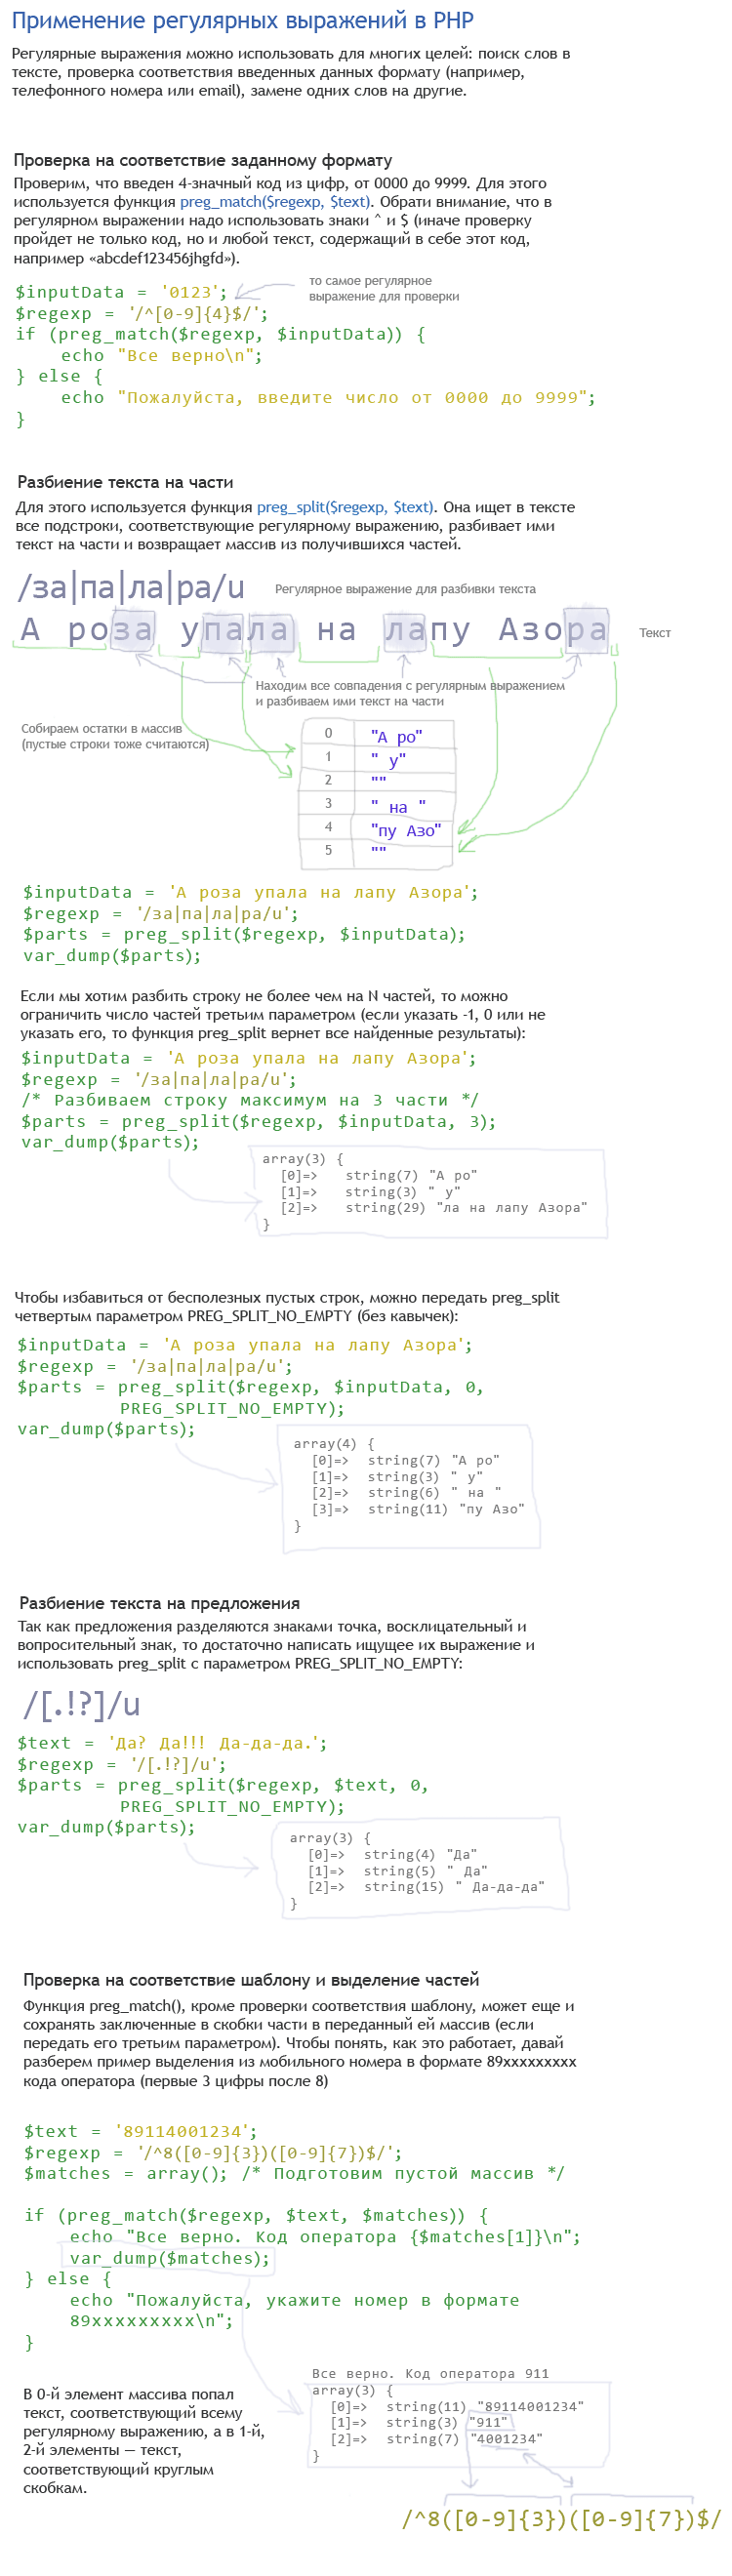 Применение регулярных выражений в PHP
Регулярные выражения можно использовать для многих целей: поиск слов в
тексте, проверка соответствия введенных данных формату (например,
телефонного номера или email), замене одних слов на другие.
Проверка на соответствие заданному формату
Проверим, что введен 4-значный код из цифр, от 0000 до 9999. Для этого
используется функция preg_match($regexp, $text). Обрати внимание, что в
регулярном выражении надо использовать знаки ^ и $ (иначе проверку
пройдет не только код, но и любой текст, содержащий в себе этот код,
например «abcdef123456jhgfd»).
то самое регулярное
выражение для проверки
$inputData = '0123';
$regexp = '/^[0-9]{4}$/';
if (preg_match($regexp, $inputData)) {
    echo "Все верно\n";
} else {
    echo "Пожалуйста, введите число от 0000 до 9999";
}
Разбиение текста на части
Для этого используется функция preg_split($regexp, $text). Она ищет в тексте
все подстроки, соответствующие регулярному выражению, разбивает ими
текст на части и возвращает массив из получившихся частей.
/за|па|ла|ра/u Регулярное выражение для разбивки текста
А роза упала на лапу Азора Текст
Находим все совпадения с регулярным выражением
и разбиваем ими текст на части
Собираем остатки в массив
(пустые строки тоже считаются)
0 "А ро"
1 " у"
2 ""
3 " на "
4 "пу Азо"
5 ""
$inputData = 'А роза упала на лапу Азора';
$regexp = '/за|па|ла|ра/u';
$parts = preg_split($regexp, $inputData);
var_dump($parts);
Если мы хотим разбить строку не более чем на N частей, то можно
ограничить число частей третьим параметром (если указать -1, 0 или не
указать его, то функция preg_split вернет все найденные результаты):
$inputData = 'А роза упала на лапу Азора';
$regexp = '/за|па|ла|ра/u';
/* Разбиваем строку максимум на 3 части */
$parts = preg_split($regexp, $inputData, 3);
var_dump($parts);
array(3) {
  [0]=>   string(7) "А ро"
  [1]=>   string(3) " у"
  [2]=>   string(29) "ла на лапу Азора"
}
Чтобы избавиться от бесполезных пустых строк, можно передать preg_split
четвертым параметром PREG_SPLIT_NO_EMPTY (без кавычек):
$inputData = 'А роза упала на лапу Азора';
$regexp = '/за|па|ла|ра/u';
$parts = preg_split($regexp, $inputData, 0,
         PREG_SPLIT_NO_EMPTY);
var_dump($parts);
array(4) {
  [0]=>  string(7) "А ро"
  [1]=>  string(3) " у"
  [2]=>  string(6) " на "
  [3]=>  string(11) "пу Азо"
}
Разбиение текста на предложения
Так как предложения разделяются знаками точка, восклицательный и
вопросительный знак, то достаточно написать ищущее их выражение и
использовать preg_split с параметром PREG_SPLIT_NO_EMPTY:
/[.!?]/u
$text = 'Да? Да!!! Да-да-да.';
$regexp = '/[.!?]/u';
$parts = preg_split($regexp, $text, 0,
         PREG_SPLIT_NO_EMPTY);
var_dump($parts);
array(3) {
  [0]=>  string(4) "Да"
  [1]=>  string(5) " Да"
  [2]=>  string(15) " Да-да-да"
}
Проверка на соответствие шаблону и выделение частей
Функция preg_match(), кроме проверки соответствия шаблону, может еще и
сохранять заключенные в скобки части в переданный ей массив (если
передать его третьим параметром). Чтобы понять, как это работает, давай
разберем пример выделения из мобильного номера в формате 89xxxxxxxxx
кода оператора (первые 3 цифры после 8)
$text = '89114001234';
$regexp = '/^8([0-9]{3})([0-9]{7})$/';
$matches = array(); /* Подготовим пустой массив */
if (preg_match($regexp, $text, $matches)) {
    echo "Все верно. Код оператора {$matches[1]}\n";
    var_dump($matches);
} else {
    echo "Пожалуйста, укажите номер в формате
    89xxxxxxxxx\n";
}
Все верно. Код оператора 911
array(3) {
  [0]=>  string(11) "89114001234"
  [1]=>  string(3) "911"
  [2]=>  string(7) "4001234"
}
В 0-й элемент массива попал
текст, соответствующий всему
регулярному выражению, а в 1-й,
2-й элементы — текст,
соответствующий круглым
скобкам.
/^8([0-9]{3})([0-9]{7})$/